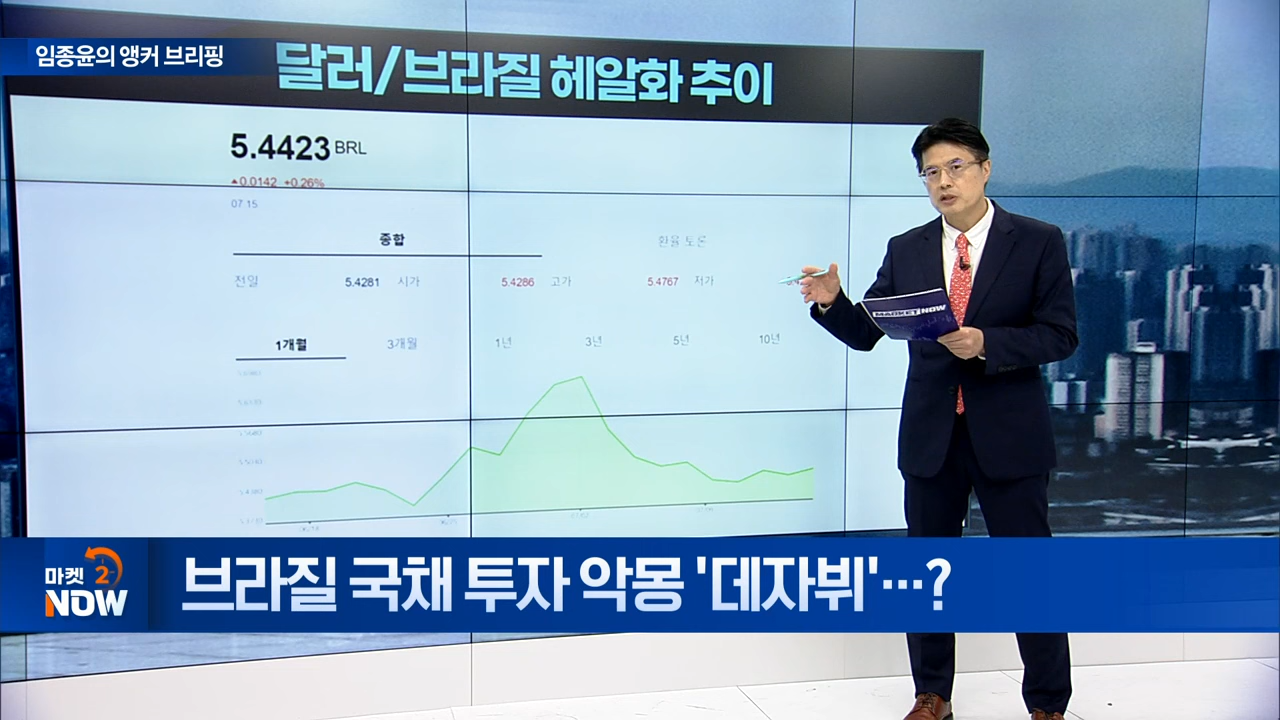 임종윤의 앵커 브리핑
달러/브라질 헤알화 추이
5.4423 BRL
▲0.0142 +0.26%
07.15
종합 환율 토론
전일 5.4281 시가 5.4286 고가 5.4767 저가
1개월 3개월 1년 3년 5년 10년
MARKET NOW
마켓 2
NOW
브라질 국채 투자 악몽 '데자뷔'…?